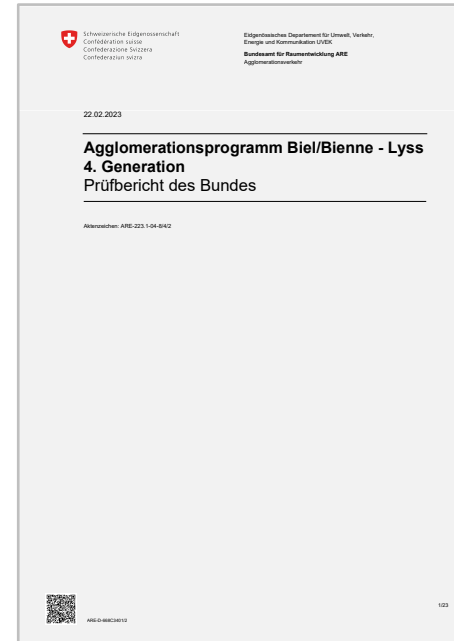 Schweizerische Eidgenossenschaft
Confédération suisse
Confederazione Svizzera
Confederaziun svizra
Eidgenössisches Departement für Umwelt, Verkehr,
Energie und Kommunikation UVEK
Bundesamt für Raumentwicklung ARE
Agglomerationsverkehr
22.02.2023
Agglomerationsprogramm Biel/Bienne - Lyss
4. Generation
Prüfbericht des Bundes
Aktenzeichen: ARE-223.1-04-8/4/2
1/23